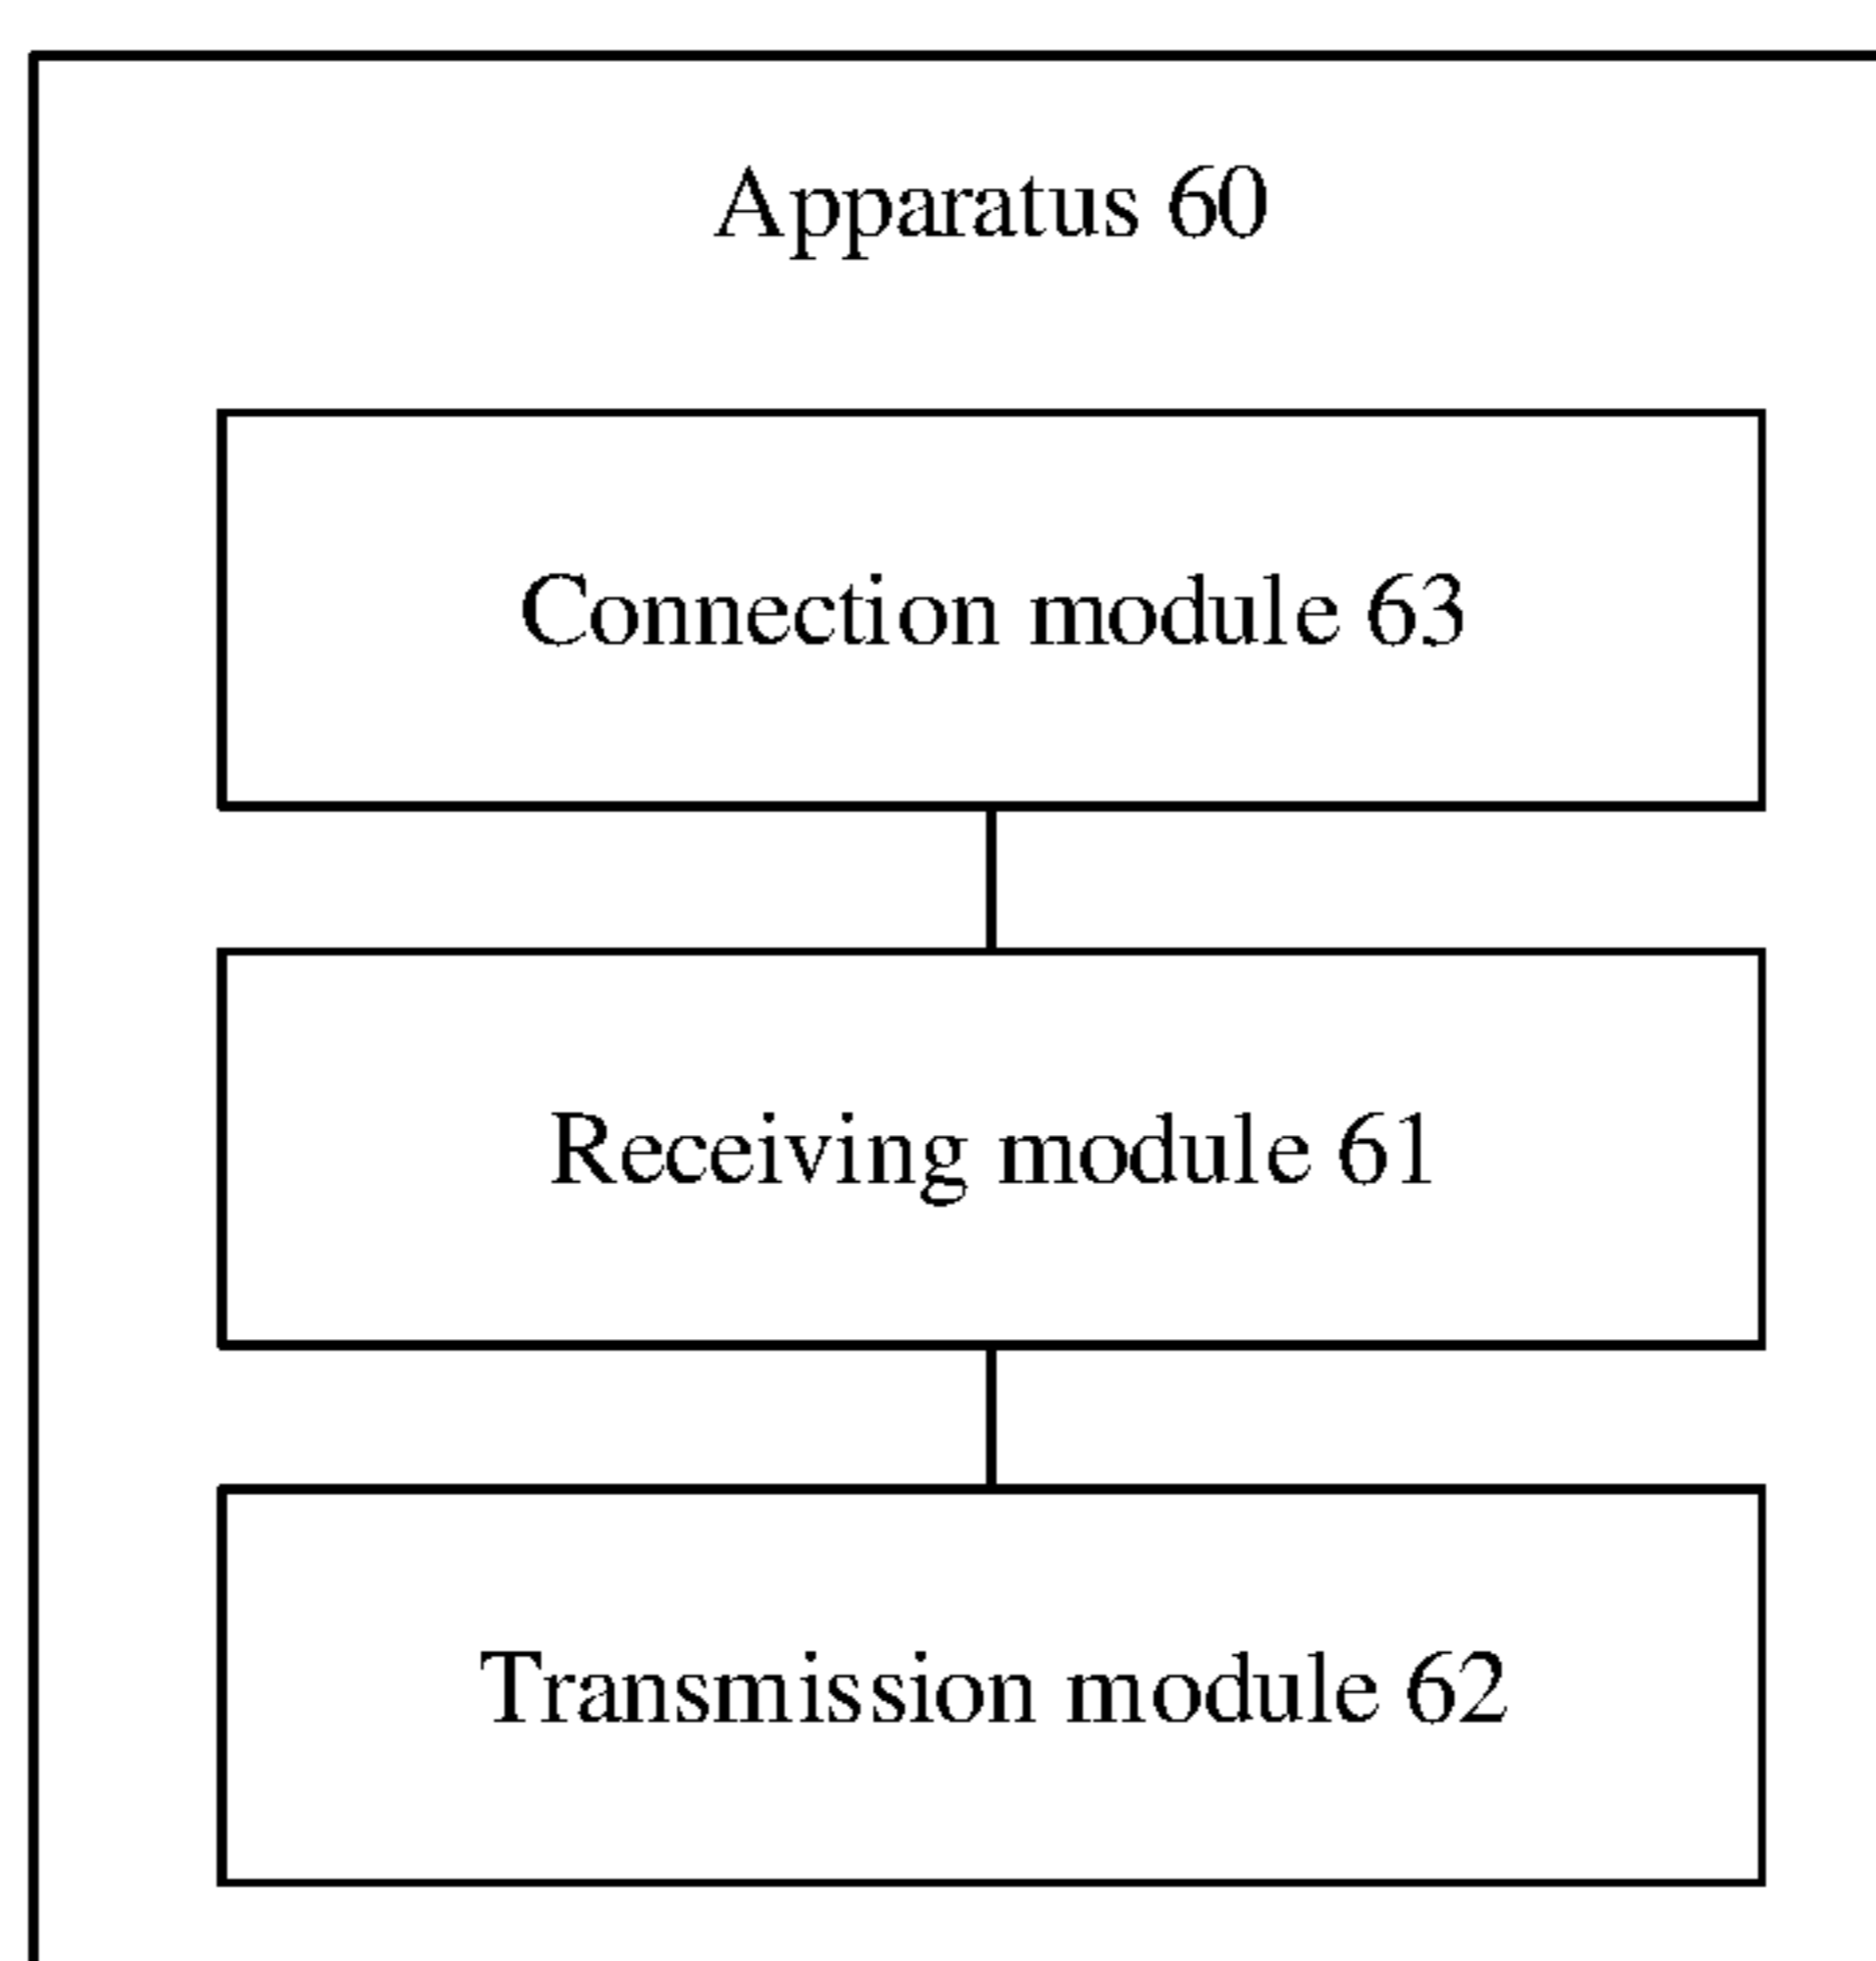 Apparatus 60
Connection module 63
Receiving module 61
Transmission module 62